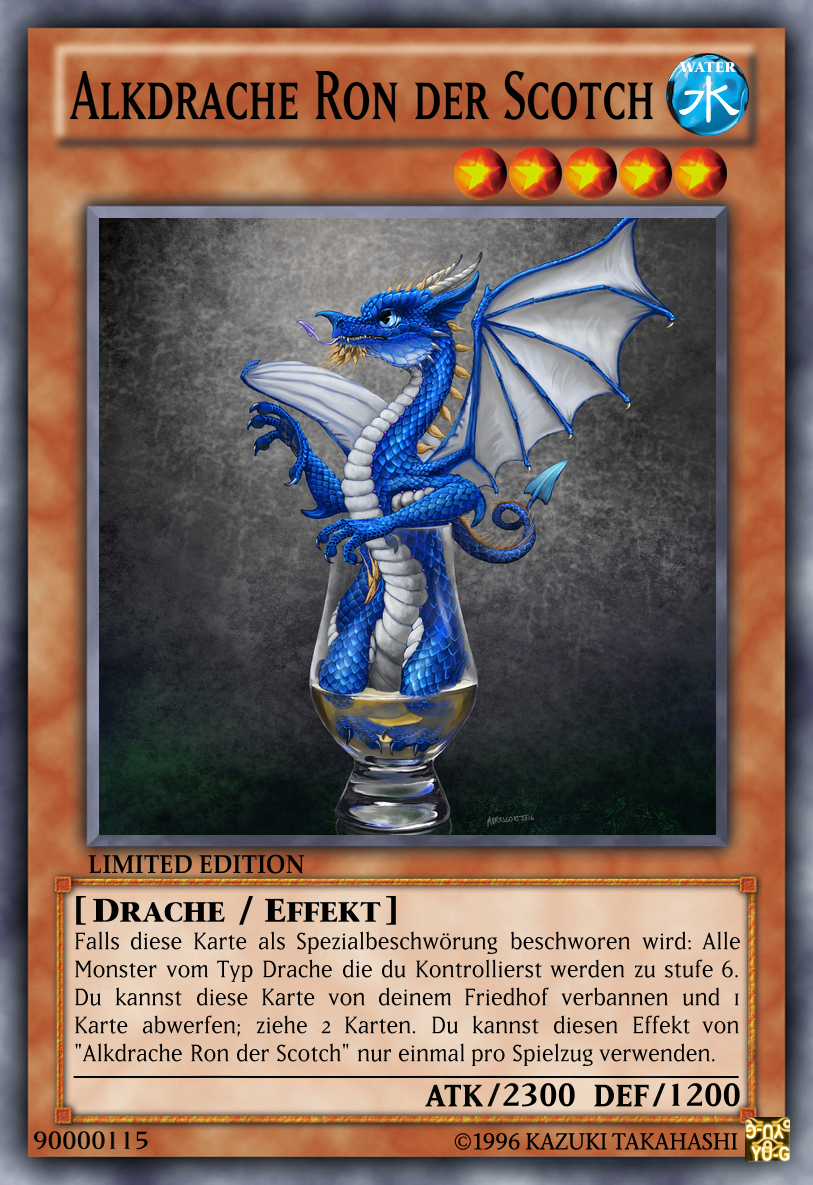 Alkdrache Ron der Scotch
WATER
水
LIMITED EDITION
[ Drache / Effekt ]
Falls diese Karte als Spezialbeschwörung beschworen wird: Alle
Monster vom Typ Drache die du Kontrollierst werden zu stufe 6.
Du kannst diese Karte von deinem Friedhof verbannen und 1
Karte abwerfen; ziehe 2 Karten. Du kannst diesen Effekt von
"Alkdrache Ron der Scotch" nur einmal pro Spielzug verwenden.
ATK/2300 DEF/1200
90000115
©1996 KAZUKI TAKAHASHI